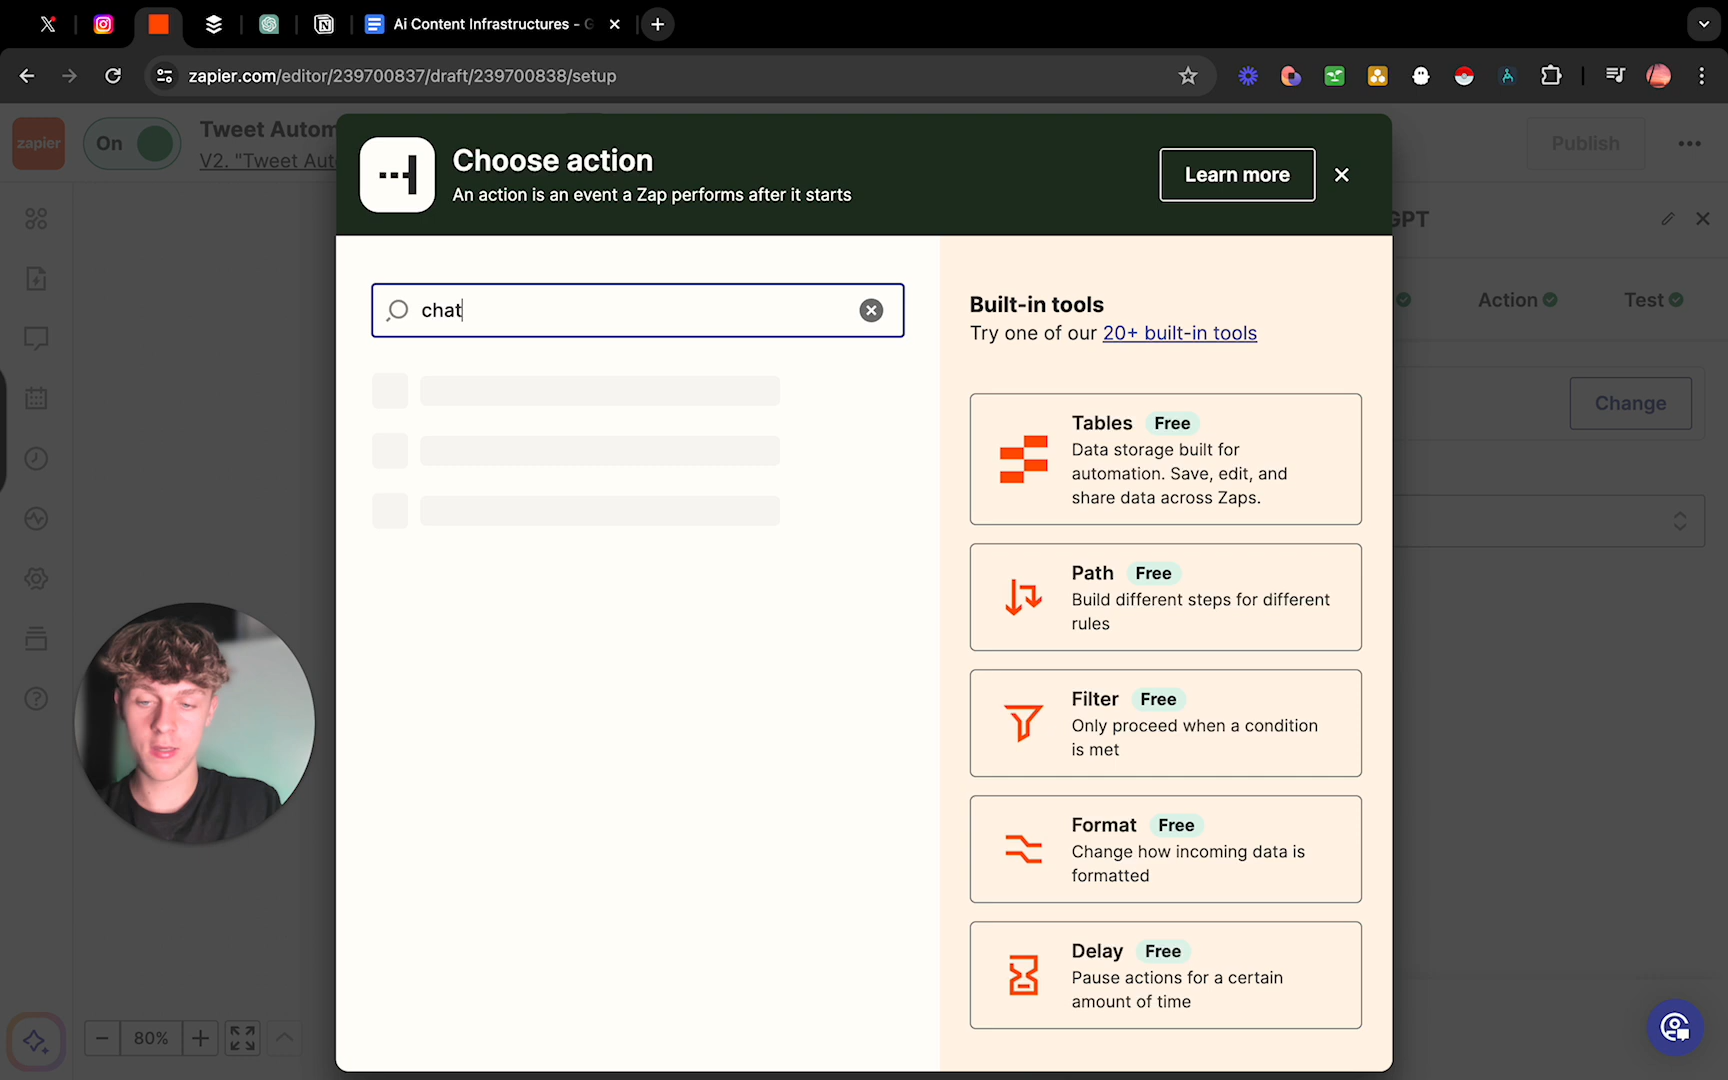 Ai Content Infrastructures - G
zapier.com/editor/239700837/draft/239700838/setup
zapier
On
Tweet Autom
V2. "Tweet Aut
Publish
Choose action
An action is an event a Zap performs after it starts
Learn more
chat
Built-in tools
Try one of our 20+ built-in tools
Tables Free
Data storage built for
automation. Save, edit, and
share data across Zaps.
Path Free
Build different steps for different
rules
Filter Free
Only proceed when a condition
is met
Format Free
Change how incoming data is
formatted
Delay Free
Pause actions for a certain
amount of time
GPT
Action
Test
Change
80%